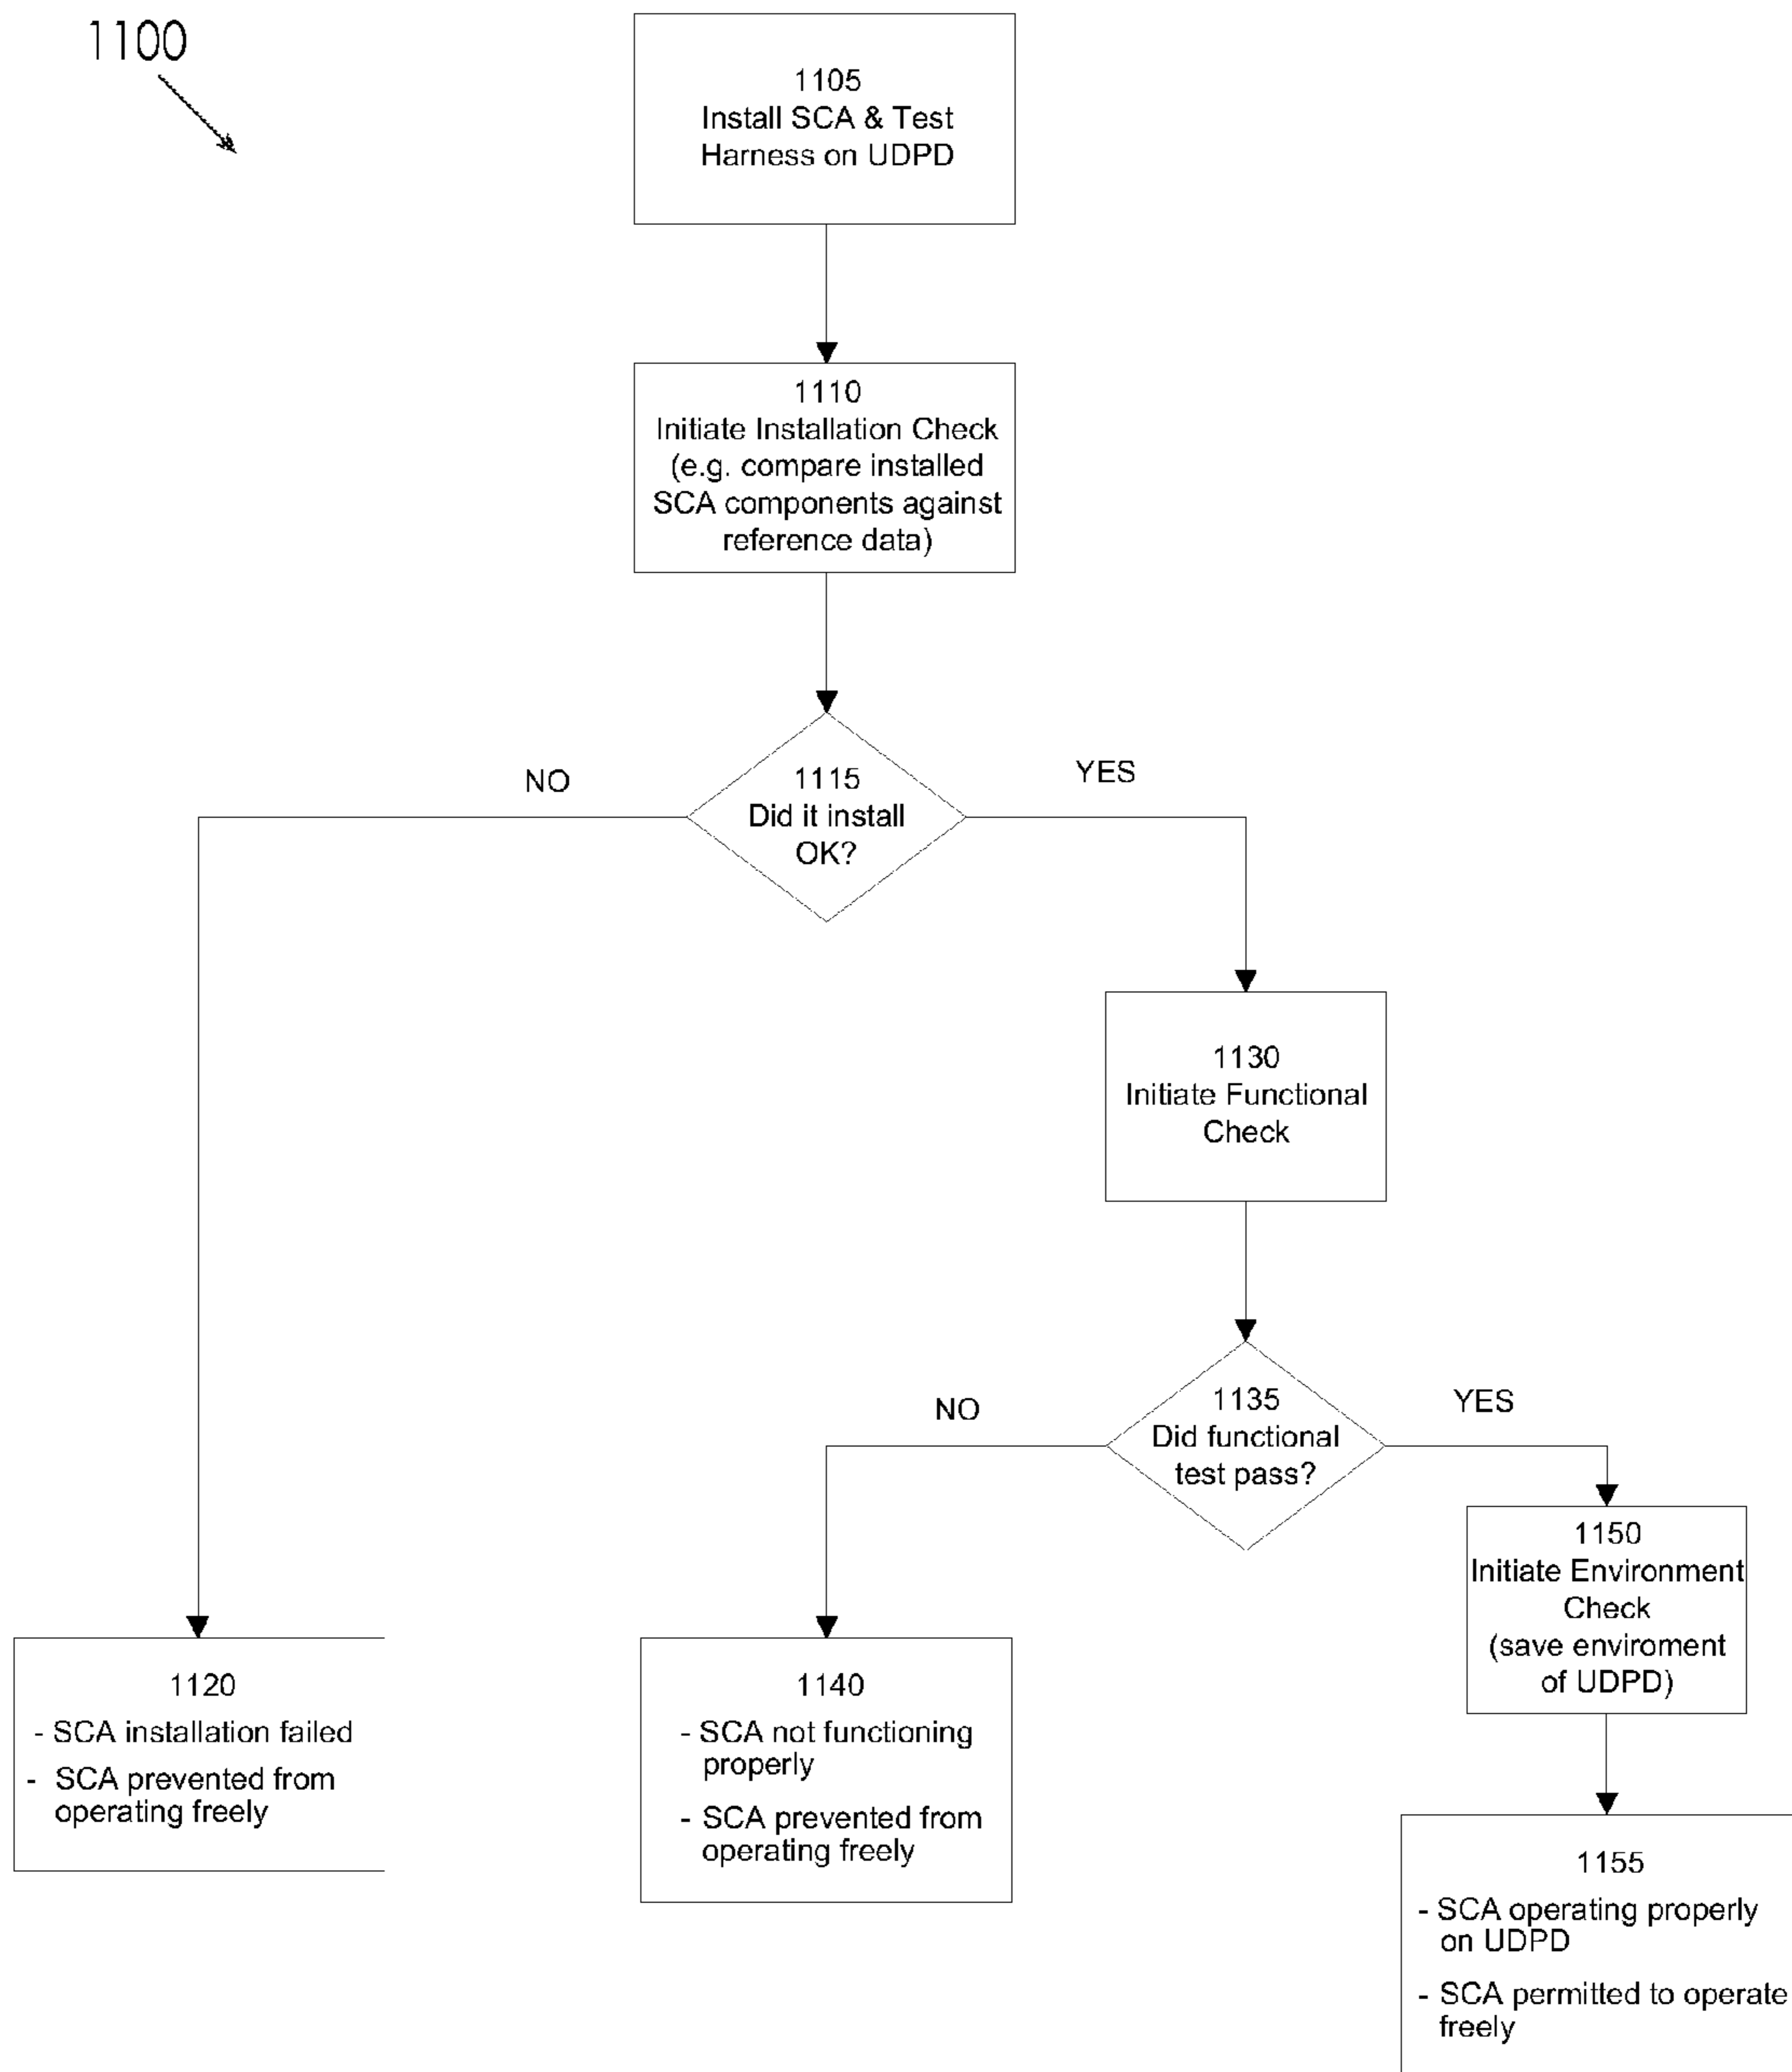 1100
1105
Install SCA & Test
Harness on UDPD
1110
Initiate Installation Check
(e.g. compare installed
SCA components against
reference data)
NO
YES
1115
Did it install
OK?
1130
Initiate Functional
Check
NO
YES
1135
Did functional
test pass?
1150
Initiate Environment
Check
(save enviroment
of UDPD)
1120
- SCA installation failed
- SCA prevented from
operating freely
1140
- SCA not functioning
properly
- SCA prevented from
operating freely
1155
- SCA operating properly
on UDPD
- SCA permitted to operate
freely